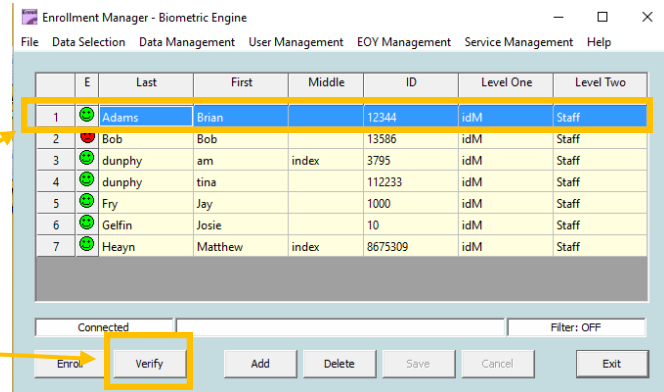 Enrollment Manager - Biometric Engine
File Data Selection Data Management User Management EOY Management Service Management Help
E Last First Middle ID Level One Level Two
1 Adams Brian 12344 idM Staff
2 Bob Bob 13586 idM Staff
3 dunphy am index 3795 idM Staff
4 dunphy tina 112233 idM Staff
5 Fry Jay 1000 idM Staff
6 Gelfin Josie 10 idM Staff
7 Heayn Matthew index 8675309 idM Staff
Connected Filter: OFF
Enroll Verify Add Delete Save Cancel Exit